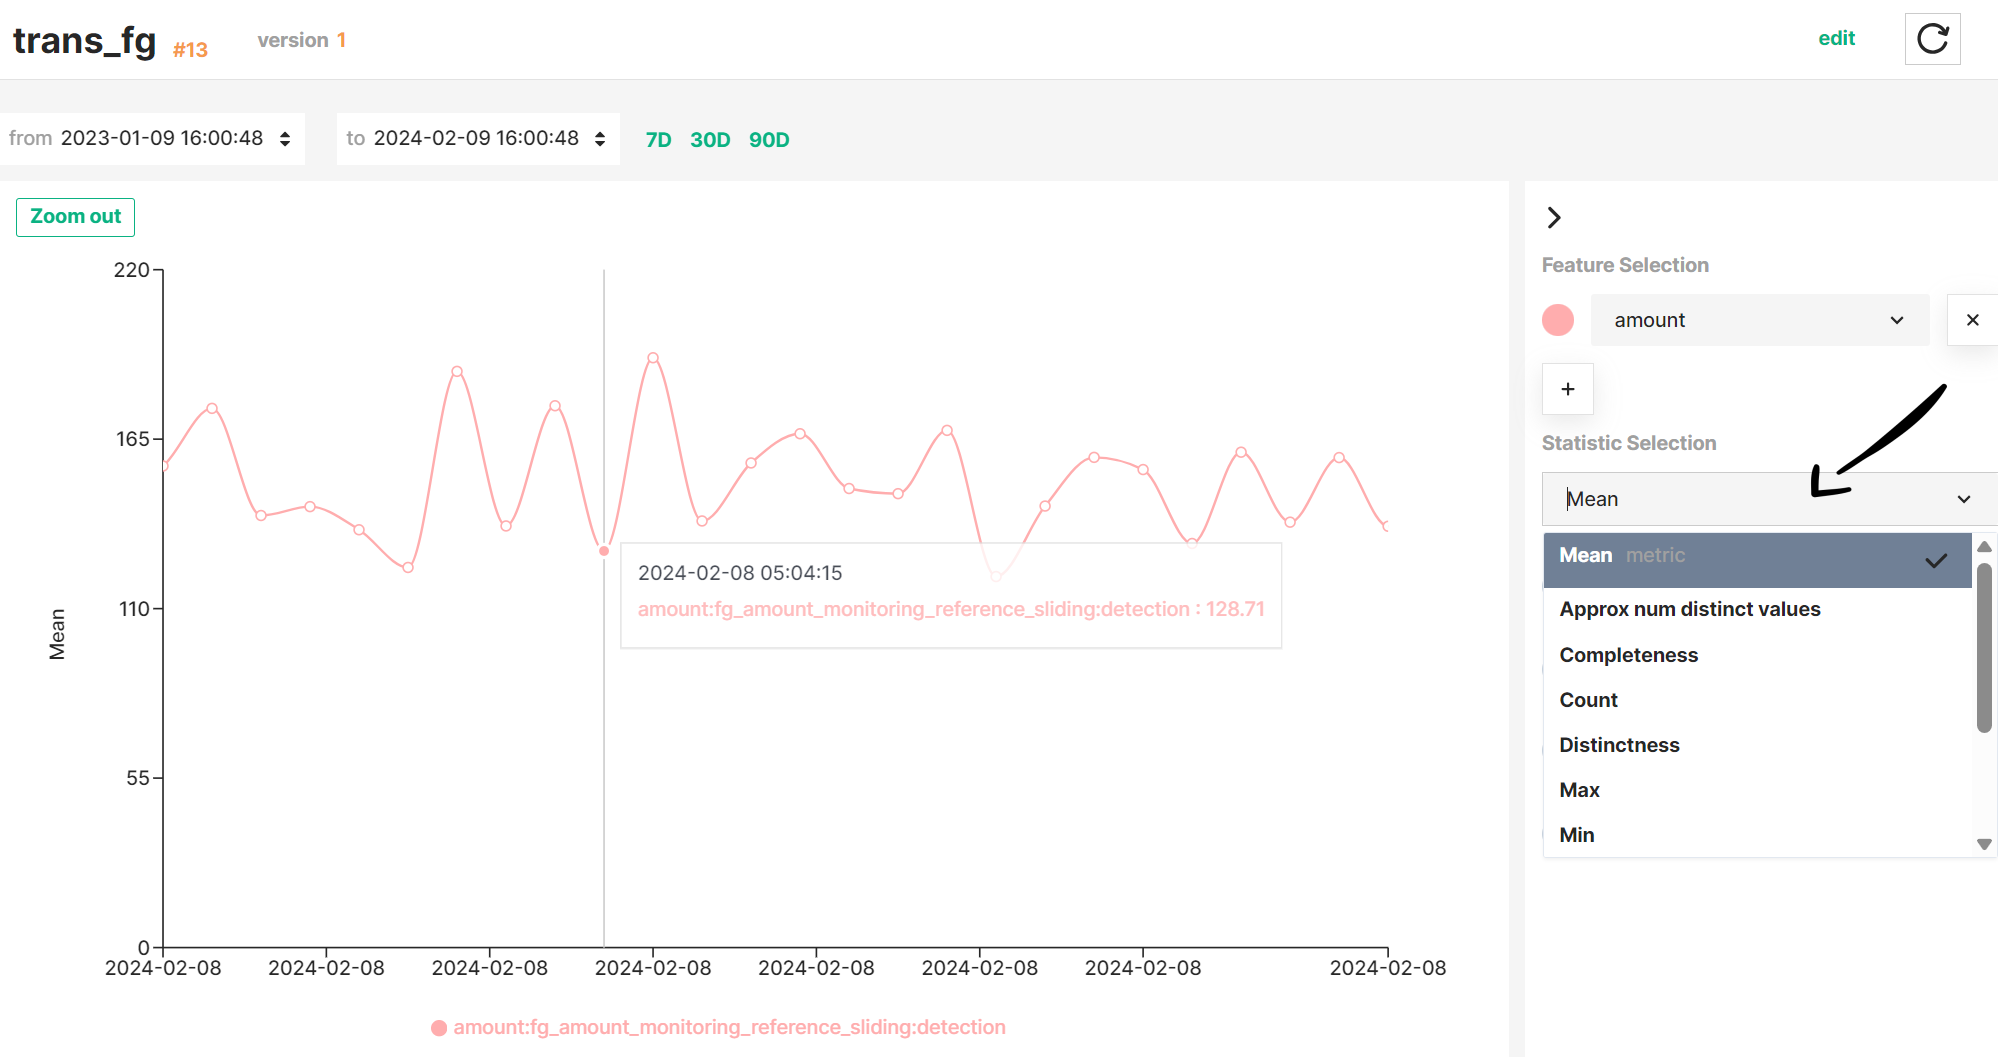 trans_fg #13 version 1 edit
from 2023-01-09 16:00:48 to 2024-02-09 16:00:48 7D 30D 90D
Zoom out
220
165
110
55
0
Mean
2024-02-08 05:04:15
amount:fg_amount_monitoring_reference_sliding:detection : 128.71
2024-02-08 2024-02-08 2024-02-08 2024-02-08 2024-02-08 2024-02-08 2024-02-08 2024-02-08
amount:fg_amount_monitoring_reference_sliding:detection
Feature Selection
amount
+
Statistic Selection
Mean
Mean metric
Approx num distinct values
Completeness
Count
Distinctness
Max
Min